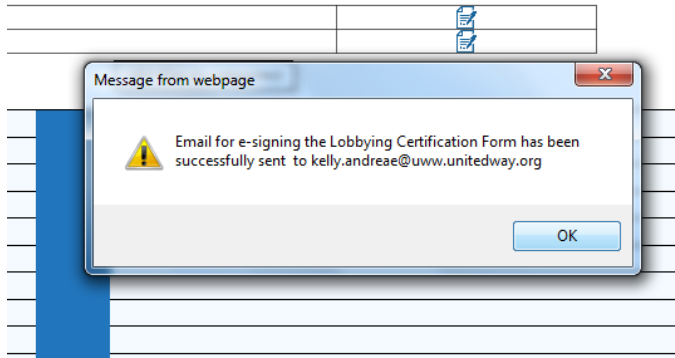 Message from webpage
Email for e-signing the Lobbying Certification Form has been
successfully sent  to kelly.andreae@uww.unitedway.org
OK